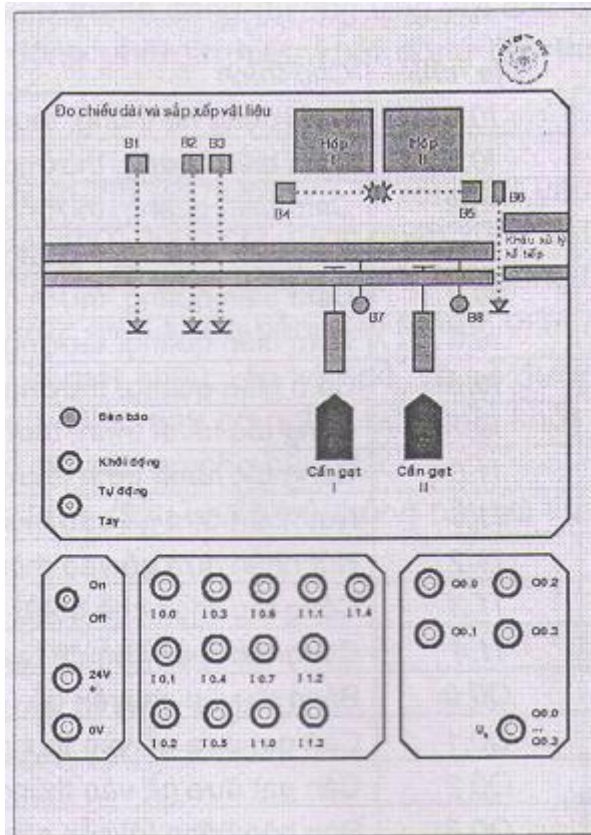 VIỆT ĐỨC
Đo chiều dài và sắp xếp vật liệu
B1 B2 B3
Hốp I
Hốp II
B4
B5
B6
Khâu xử lý kế tiếp
B7
B8
Đèn báo
Khởi động
Tự động
Tay
Cần gạt I
Cần gạt II
On
Off
24V
+
0V
I 0.0 I 0.3 I 0.6 I 1.1 I 1.4
I 0.1 I 0.4 I 0.7 I 1.2
I 0.2 I 0.5 I 1.0 I 1.3
Q0.0 Q0.2
Q0.1 Q0.3
Q0.0
...
Q0.3